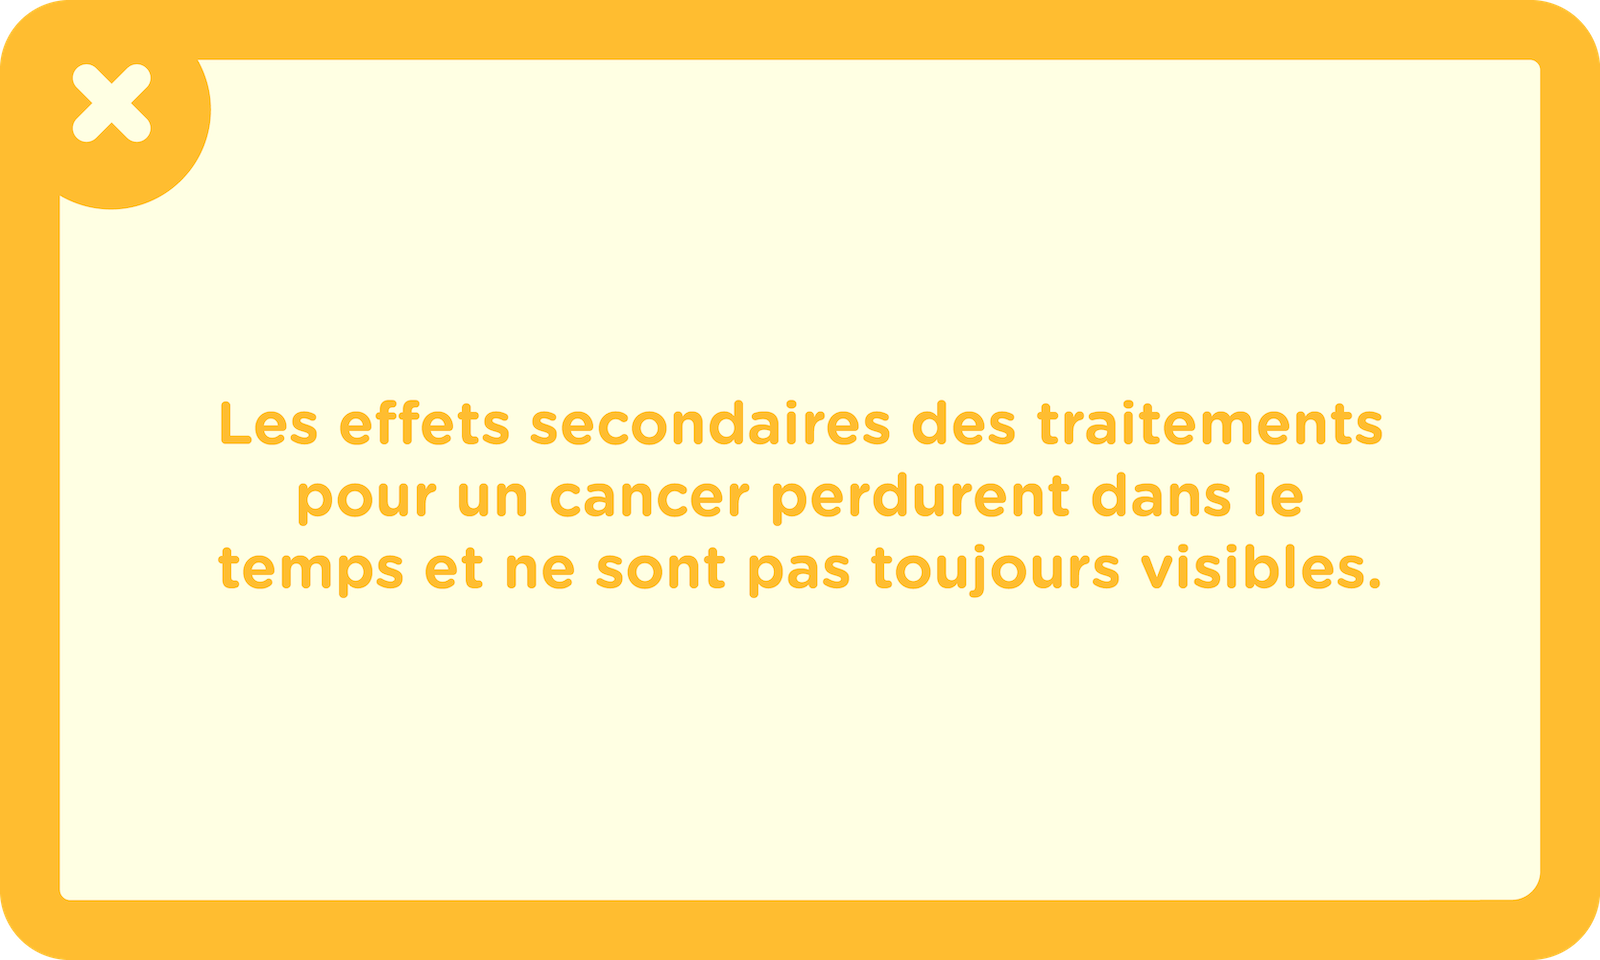 Les effets secondaires des traitements
pour un cancer perdurent dans le
temps et ne sont pas toujours visibles.